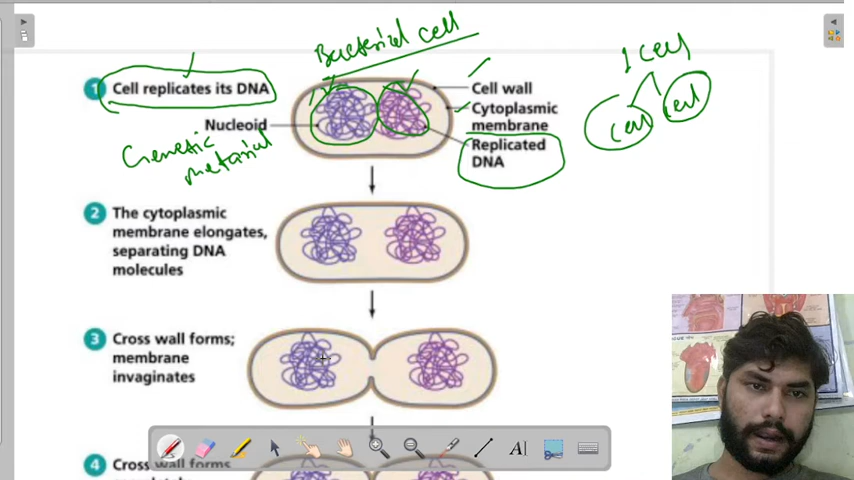 Bacterial cell
1 cell
cell cell
1 Cell replicates its DNA
Cell wall
Cytoplasmic
membrane
Nucleoid
Replicated
DNA
Genetic
metarial
2 The cytoplasmic
membrane elongates,
separating DNA
molecules
3 Cross wall forms;
membrane
invaginates
4 Cross wall forms
A